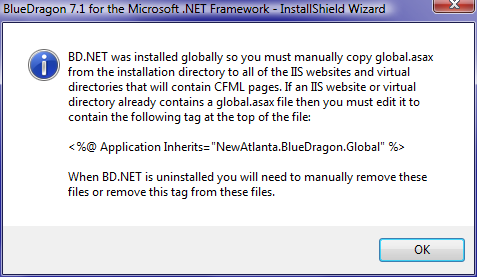 BlueDragon 7.1 for the Microsoft .NET Framework - InstallShield Wizard
BD.NET was installed globally so you must manually copy global.asax
from the installation directory to all of the IIS websites and virtual
directories that will contain CFML pages. If an IIS website or virtual
directory already contains a global.asax file then you must edit it to
contain the following tag at the top of the file:
<%@ Application Inherits="NewAtlanta.BlueDragon.Global" %>
When BD.NET is uninstalled you will need to manually remove these
files or remove this tag from these files.
OK